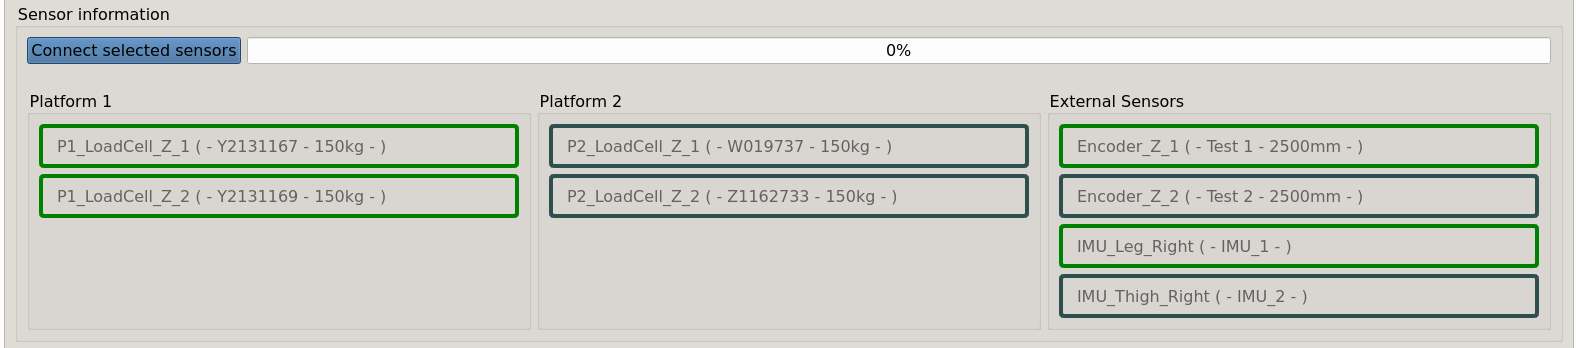 Sensor information
Connect selected sensors
0%
Platform 1
P1_LoadCell_Z_1 ( - Y2131167 - 150kg - )
P1_LoadCell_Z_2 ( - Y2131169 - 150kg - )
Platform 2
P2_LoadCell_Z_1 ( - W019737 - 150kg - )
P2_LoadCell_Z_2 ( - Z1162733 - 150kg - )
External Sensors
Encoder_Z_1 ( - Test 1 - 2500mm - )
Encoder_Z_2 ( - Test 2 - 2500mm - )
IMU_Leg_Right ( - IMU_1 - )
IMU_Thigh_Right ( - IMU_2 - )